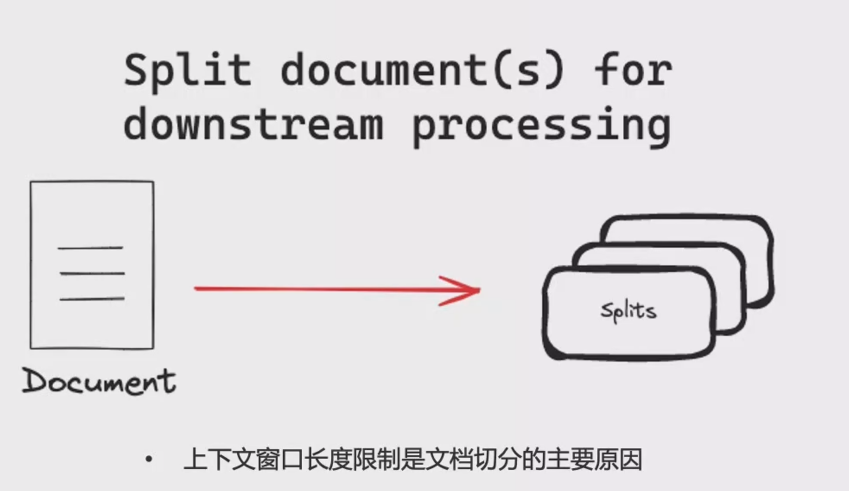 Split document(s) for
downstream processing
Splits
Document
• 上下文窗口长度限制是文档切分的主要原因